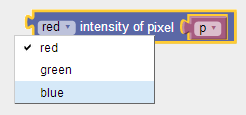 red intensity of pixel p
red
green
blue